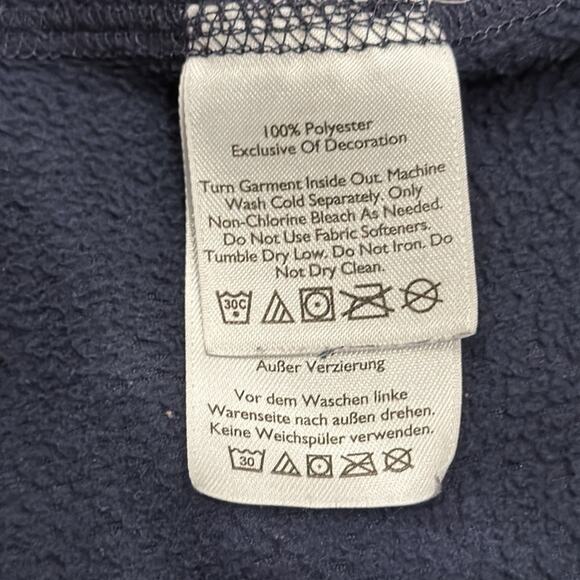 100% Polyester
Exclusive Of Decoration
Turn Garment Inside Out. Machine
Wash Cold Separately. Only
Non-Chlorine Bleach As Needed.
Do Not Use Fabric Softeners.
Tumble Dry Low. Do Not Iron. Do
Not Dry Clean.
30C
Außer Verzierung
Vor dem Waschen linke
Warenseite nach außen drehen.
Keine Weichspüler verwenden.
30